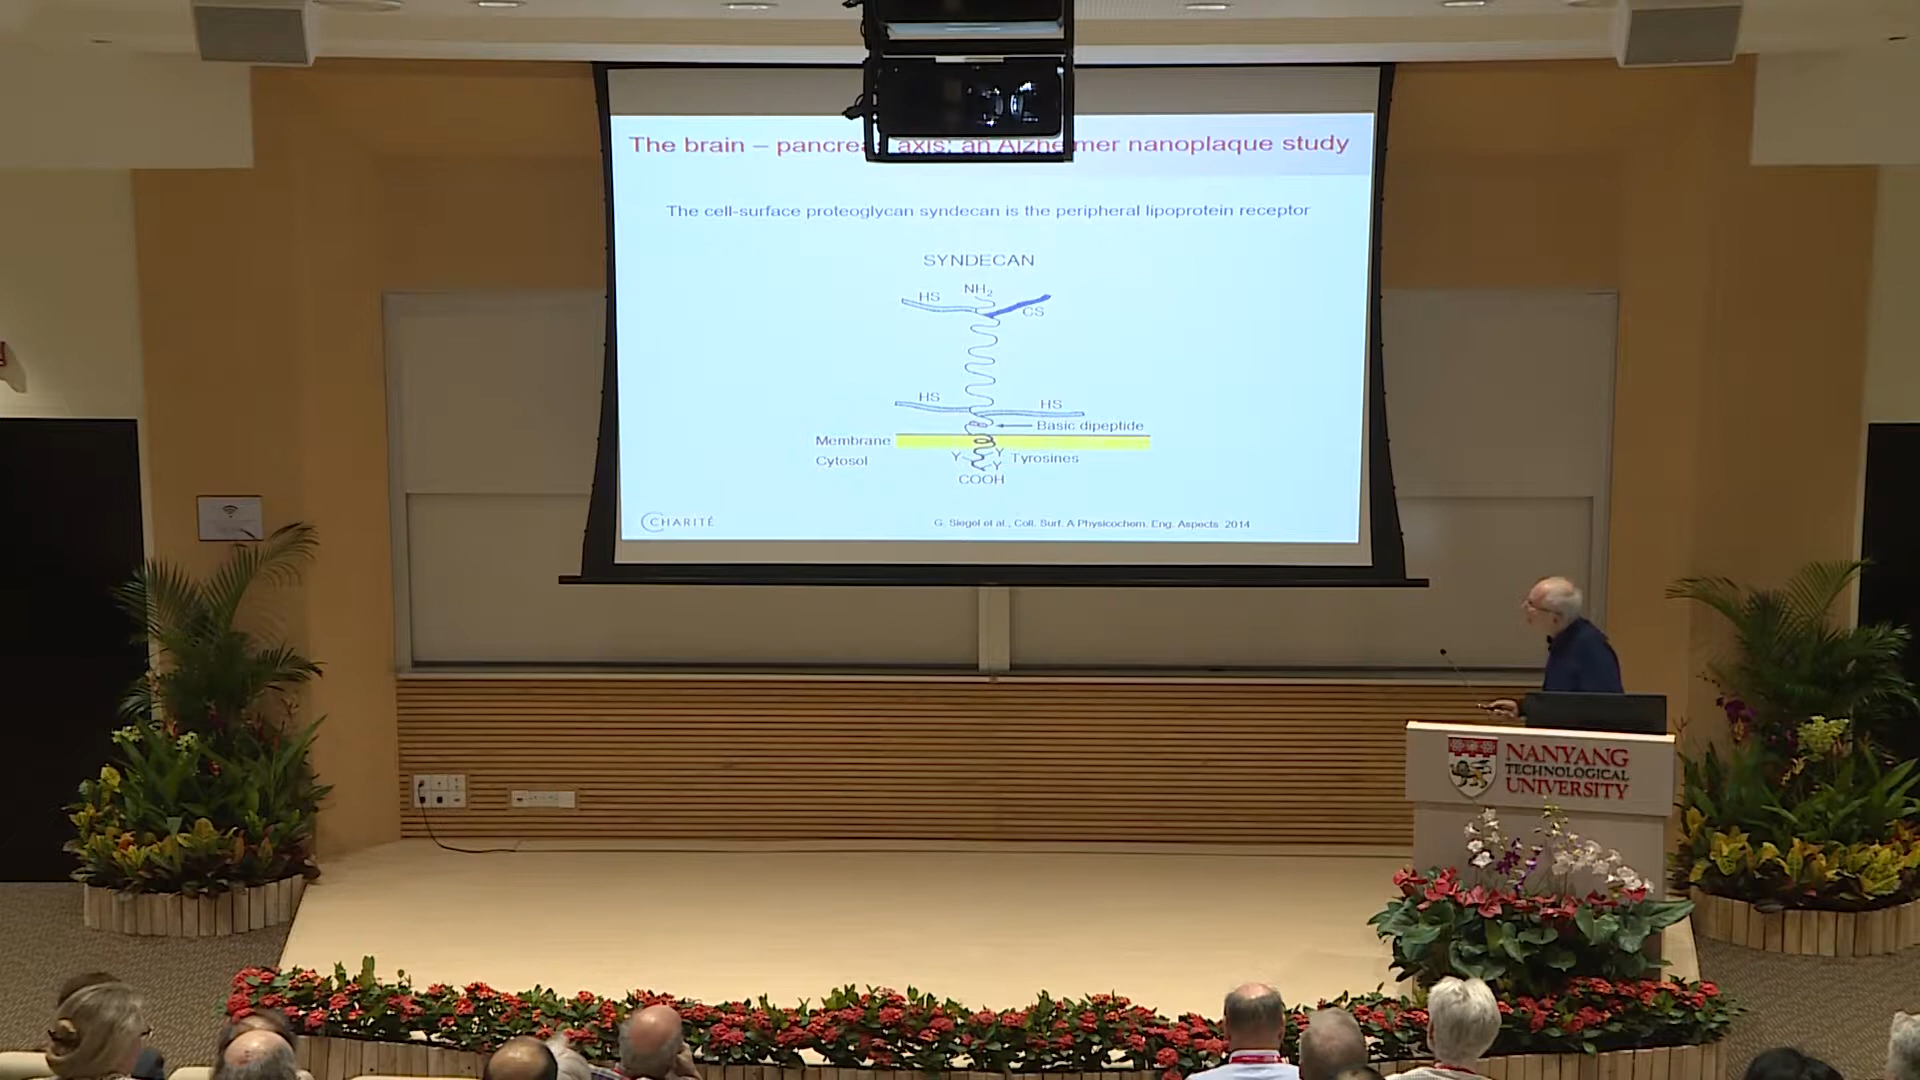 The brain – pancrea axis: an Alzheimer nanoplaque study
The cell-surface proteoglycan syndecan is the peripheral lipoprotein receptor
SYNDECAN
NH2
HS
CS
HS
HS
Basic dipeptide
Membrane
Y
Y
Cytosol
Tyrosines
Y
COOH
CHARITÉ
G. Siegel et al., Coll. Surf. A Physicochem. Eng. Aspects 2014
NANYANG
TECHNOLOGICAL
UNIVERSITY